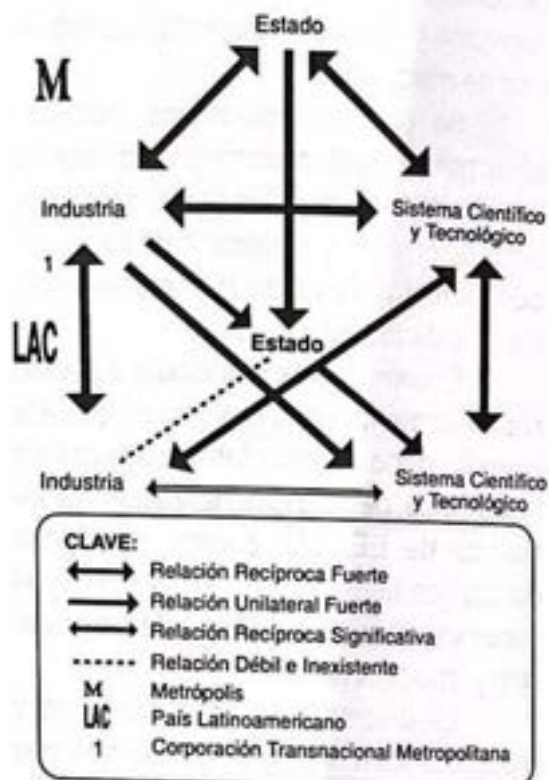 Estado
M
Industria
Sistema Científico
y Tecnológico
1
LAC
Estado
Industria
Sistema Científico
y Tecnológico
CLAVE:
Relación Recíproca Fuerte
Relación Unilateral Fuerte
Relación Recíproca Significativa
Relación Débil e Inexistente
M Metrópolis
LAC País Latinoamericano
1 Corporación Transnacional Metropolitana